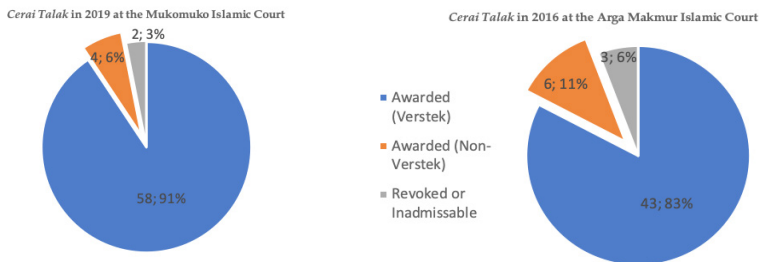 Cerai Talak in 2019 at the Mukomuko Islamic Court
2; 3%
4; 6%
58; 91%
Awarded
(Verstek)
Awarded (Non-
Verstek)
Revoked or
Inadmissable
Cerai Talak in 2016 at the Arga Makmur Islamic Court
3; 6%
6; 11%
43; 83%